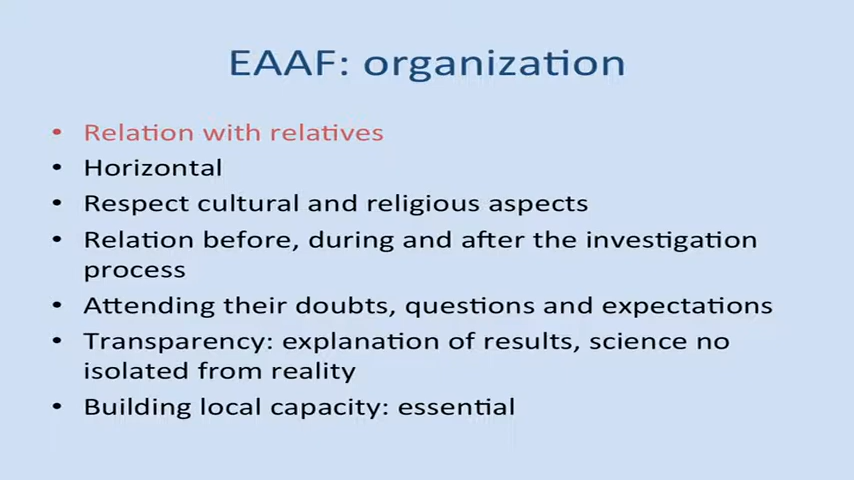 EAAF: organization
• Relation with relatives
• Horizontal
• Respect cultural and religious aspects
• Relation before, during and after the investigation
process
• Attending their doubts, questions and expectations
• Transparency: explanation of results, science no
isolated from reality
• Building local capacity: essential